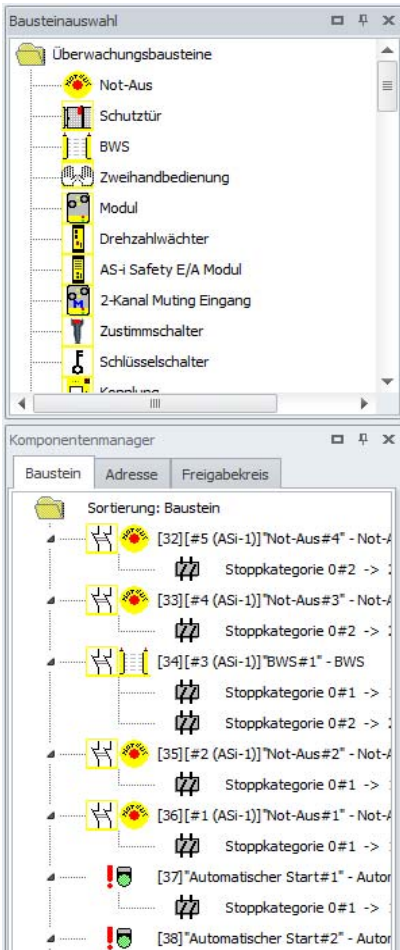 Bausteinauswahl
Überwachungsbausteine
Not-Aus
Schutztür
BWS
Zweihandbedienung
Modul
Drehzahlwächter
AS-i Safety E/A Modul
2-Kanal Muting Eingang
Zustimmschalter
Schlüsselschalter
Kopplung
Komponentenmanager
Baustein Adresse Freigabekreis
Sortierung: Baustein
[32][#5 (ASi-1)]"Not-Aus#4" - Not-A
Stoppkategorie 0#2 -> 2
[33][#4 (ASi-1)]"Not-Aus#3" - Not-A
Stoppkategorie 0#2 -> 2
[34][#3 (ASi-1)]"BWS#1" - BWS
Stoppkategorie 0#1 ->
Stoppkategorie 0#2 -> 2
[35][#2 (ASi-1)]"Not-Aus#2" - Not-A
Stoppkategorie 0#1 ->
[36][#1 (ASi-1)]"Not-Aus#1" - Not-A
Stoppkategorie 0#1 ->
[37]"Automatischer Start#1" - Autor
Stoppkategorie 0#1 ->
[38]"Automatischer Start#2" - Autor